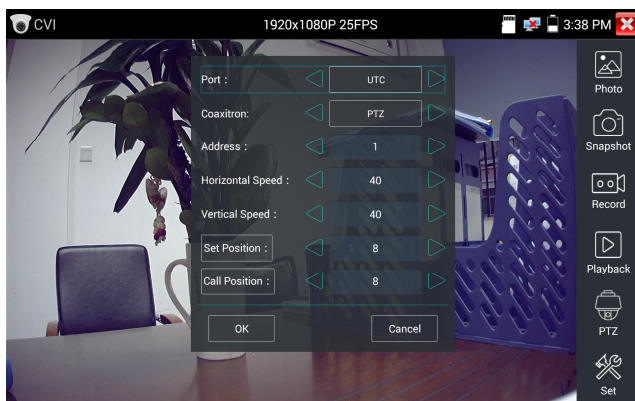 CVI 1920x1080P 25FPS 3:38 PM
Port : UTC
Coaxitron: PTZ
Address : 1
Horizontal Speed : 40
Vertical Speed : 40
Set Position : 8
Call Position : 8
OK Cancel
Photo
Snapshot
Record
Playback
PTZ
Set